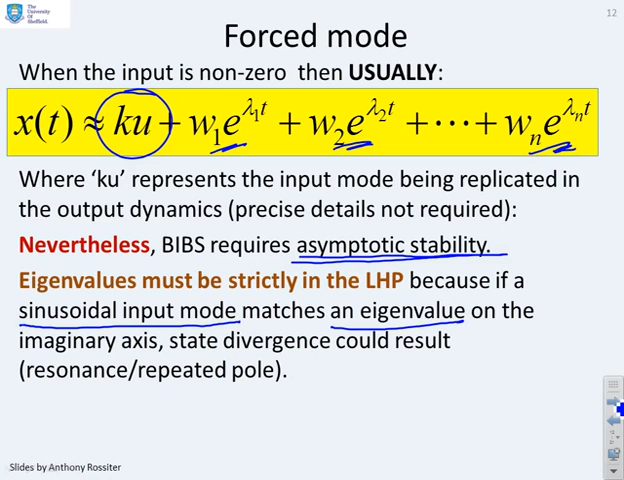 The
University
Of
Sheffield.
12
Forced mode
When the input is non-zero then USUALLY:
x(t) ≈ ku + w₁e^{λ₁t} + w₂e^{λ₂t} + ⋯ + wₙe^{λₙt}
Where ‘ku’ represents the input mode being replicated in
the output dynamics (precise details not required):
Nevertheless, BIBS requires asymptotic stability.
Eigenvalues must be strictly in the LHP because if a
sinusoidal input mode matches an eigenvalue on the
imaginary axis, state divergence could result
(resonance/repeated pole).
Slides by Anthony Rossiter